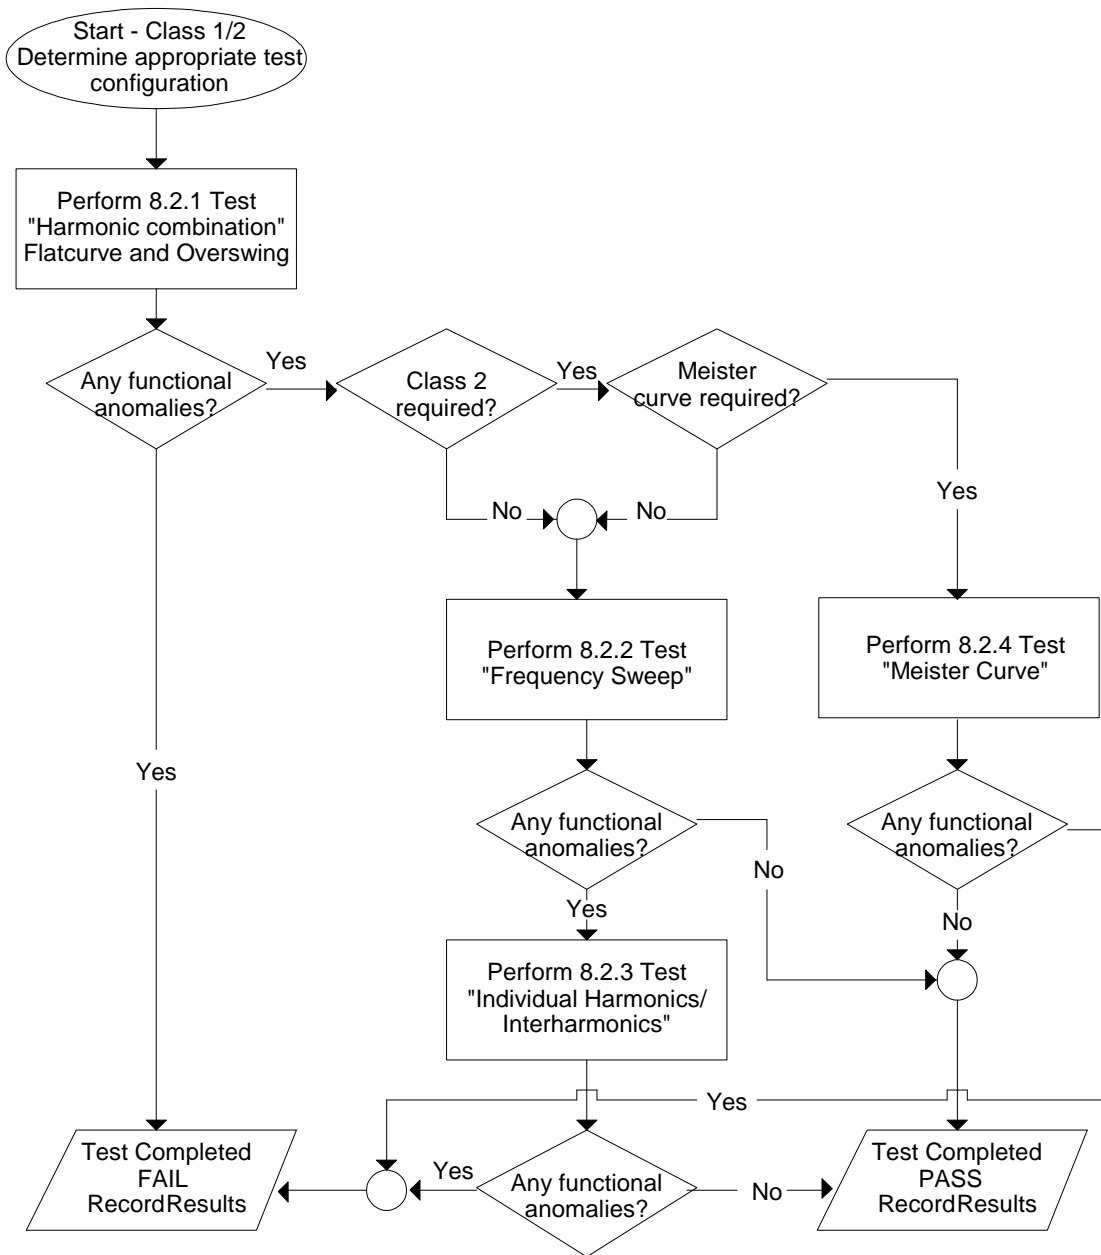 Start - Class 1/2
Determine appropriate test
configuration
Perform 8.2.1 Test
"Harmonic combination"
Flatcurve and Overswing
Any functional
anomalies?
Yes
Class 2
required?
Yes
Meister
curve required?
Yes
No
No
Yes
Perform 8.2.2 Test
"Frequency Sweep"
Perform 8.2.4 Test
"Meister Curve"
Any functional
anomalies?
No
Yes
Any functional
anomalies?
No
Perform 8.2.3 Test
"Individual Harmonics/
Interharmonics"
Yes
Any functional
anomalies?
Yes
No
Test Completed
FAIL
RecordResults
Test Completed
PASS
RecordResults